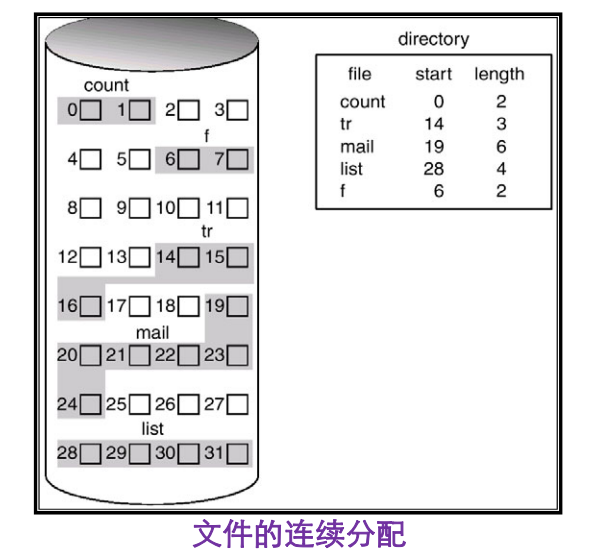 count
0 1 2 3
f
4 5 6 7
8 9 10 11
tr
12 13 14 15
16 17 18 19
mail
20 21 22 23
24 25 26 27
list
28 29 30 31
directory
file start length
count 0 2
tr 14 3
mail 19 6
list 28 4
f 6 2
文件的连续分配